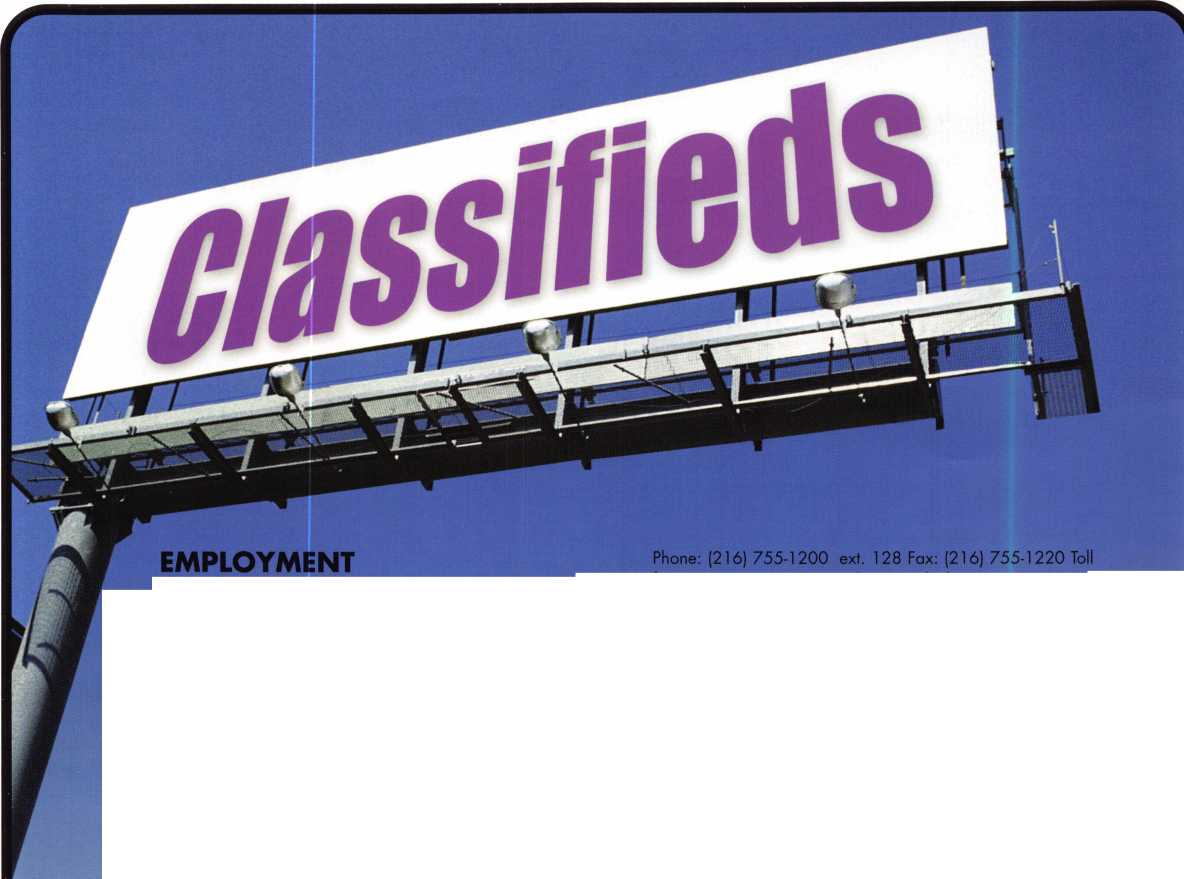 Classifieds
EMPLOYMENT
Phone: (216) 755-1200 ext. 128 Fax: (216) 755-1220 Toll